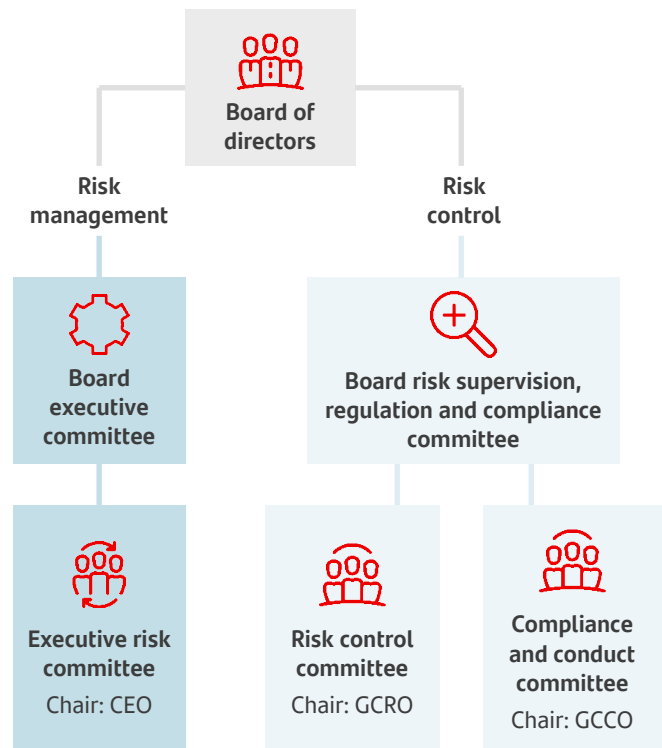 Board of
directors
Risk
management
Risk
control
Board
executive
committee
Board risk supervision,
regulation and compliance
committee
Executive risk
committee
Chair: CEO
Risk control
committee
Chair: GCRO
Compliance
and conduct
committee
Chair: GCCO